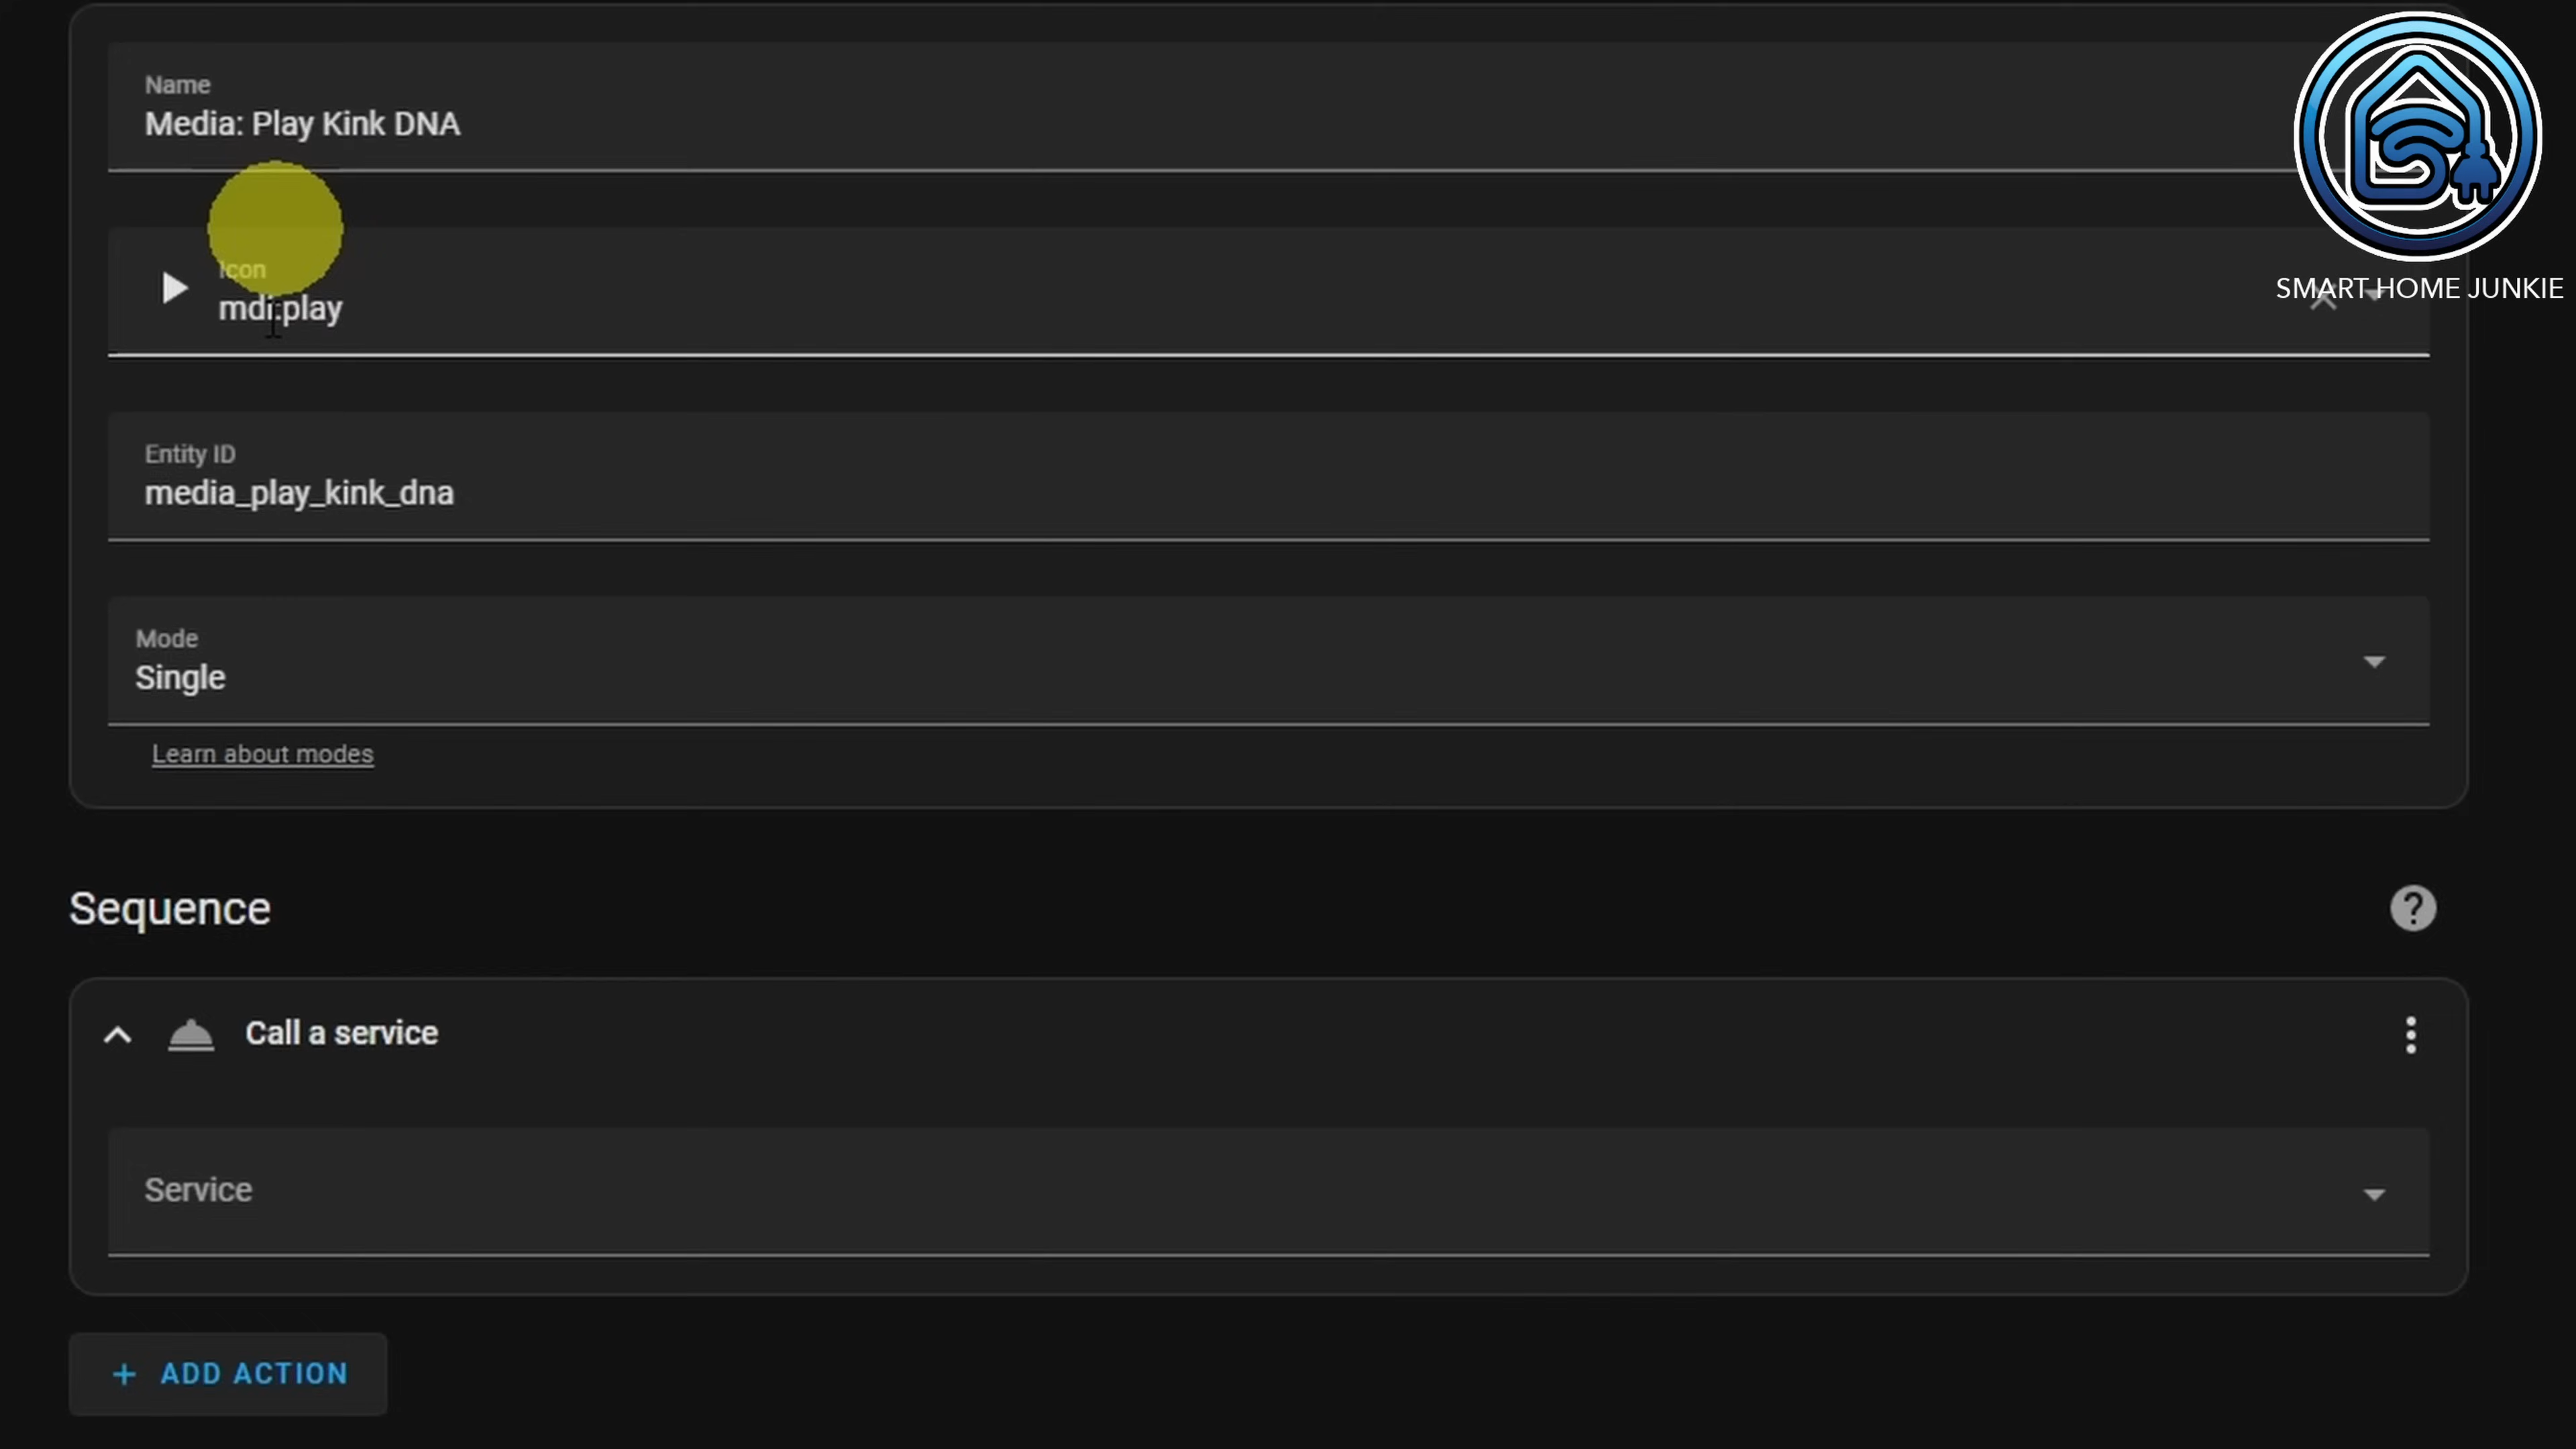 Name
Media: Play Kink DNA
Icon
mdi:play
SMART HOME JUNKIE
Entity ID
media_play_kink_dna
Mode
Single
Learn about modes
Sequence
Call a service
Service
+ ADD ACTION